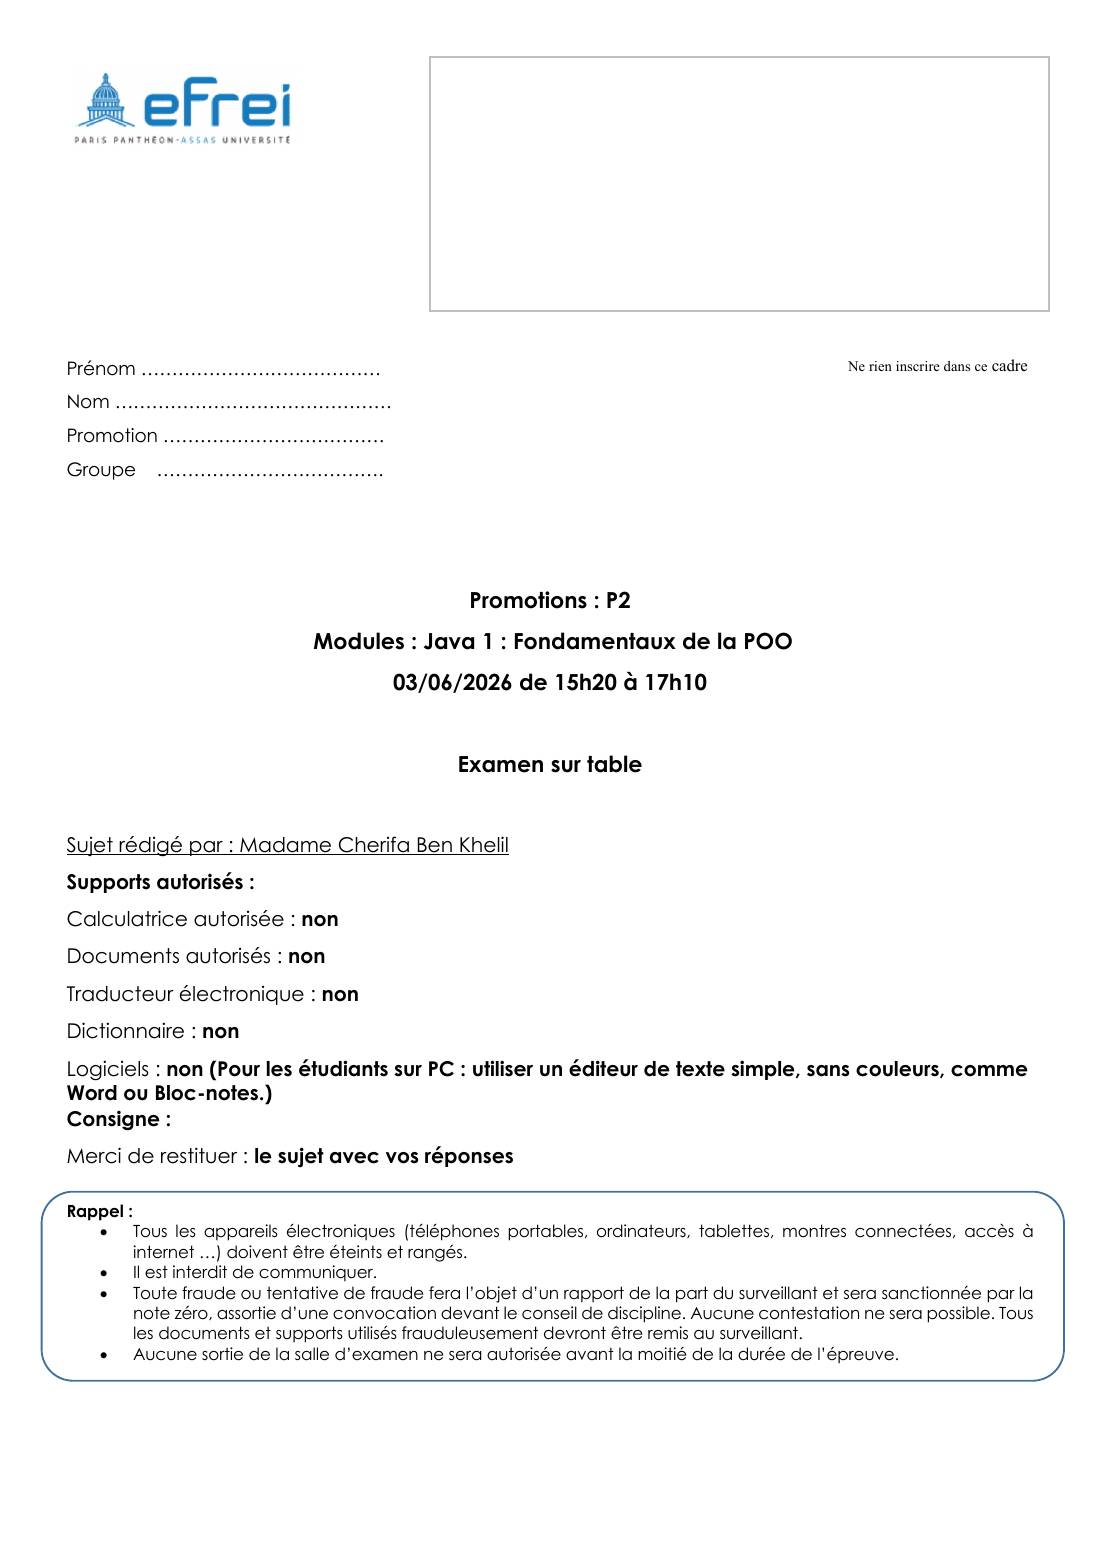 efrei
PARIS PANTHÉON-ASSAS UNIVERSITÉ
Prénom …………………………………
Ne rien inscrire dans ce cadre
Nom ………………………………………
Promotion ………………………………
Groupe ……………………………….
Promotions : P2
Modules : Java 1 : Fondamentaux de la POO
03/06/2026 de 15h20 à 17h10
Examen sur table
Sujet rédigé par : Madame Cherifa Ben Khelil
Supports autorisés :
Calculatrice autorisée : non
Documents autorisés : non
Traducteur électronique : non
Dictionnaire : non
Logiciels : non (Pour les étudiants sur PC : utiliser un éditeur de texte simple, sans couleurs, comme
Word ou Bloc-notes.)
Consigne :
Merci de restituer : le sujet avec vos réponses
Rappel :
• Tous les appareils électroniques (téléphones portables, ordinateurs, tablettes, montres connectées, accès à
internet …) doivent être éteints et rangés.
• Il est interdit de communiquer.
• Toute fraude ou tentative de fraude fera l’objet d’un rapport de la part du surveillant et sera sanctionnée par la
note zéro, assortie d’une convocation devant le conseil de discipline. Aucune contestation ne sera possible. Tous
les documents et supports utilisés frauduleusement devront être remis au surveillant.
• Aucune sortie de la salle d’examen ne sera autorisée avant la moitié de la durée de l’épreuve.